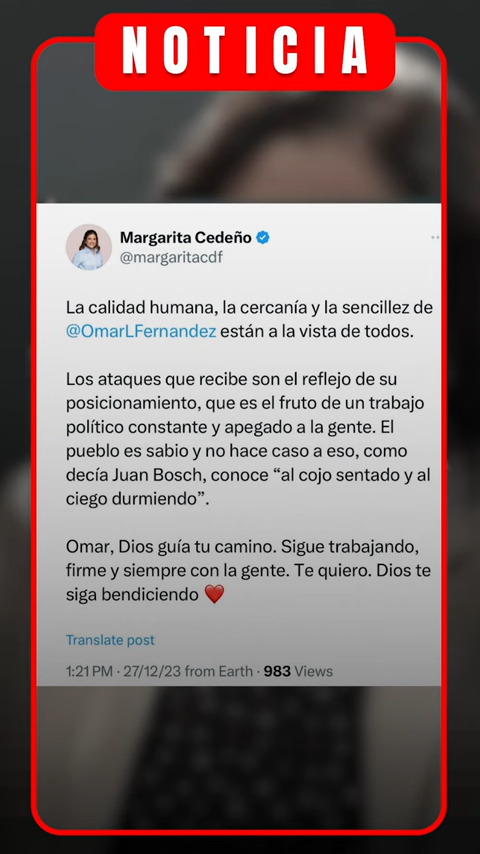 NOTICIA
Margarita Cedeño
@margaritacdf
La calidad humana, la cercanía y la sencillez de
@OmarLFernandez están a la vista de todos.
Los ataques que recibe son el reflejo de su
posicionamiento, que es el fruto de un trabajo
político constante y apegado a la gente. El
pueblo es sabio y no hace caso a eso, como
decía Juan Bosch, conoce “al cojo sentado y al
ciego durmiendo”.
Omar, Dios guía tu camino. Sigue trabajando,
firme y siempre con la gente. Te quiero. Dios te
siga bendiciendo ❤️
Translate post
1:21 PM · 27/12/23 from Earth · 983 Views